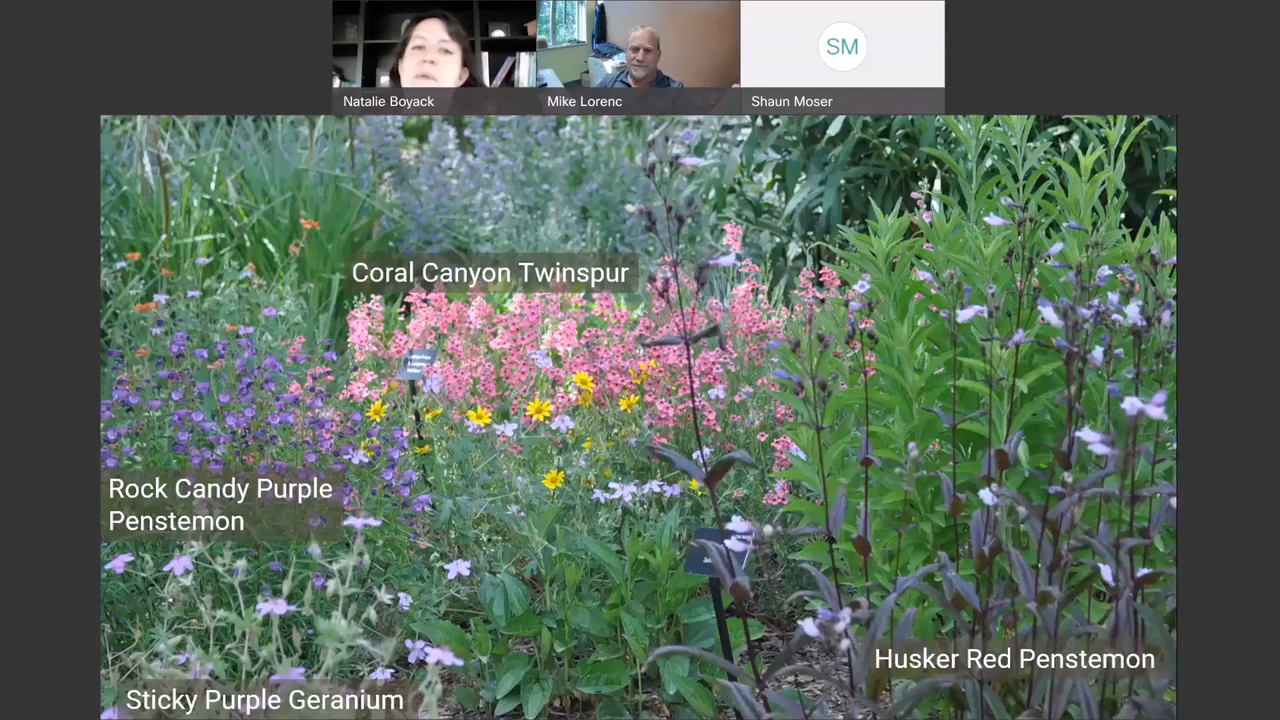 SM
Natalie Boyack
Mike Lorenc
Shaun Moser
Coral Canyon Twinspur
Rock Candy Purple
Penstemon
Husker Red Penstemon
Sticky Purple Geranium